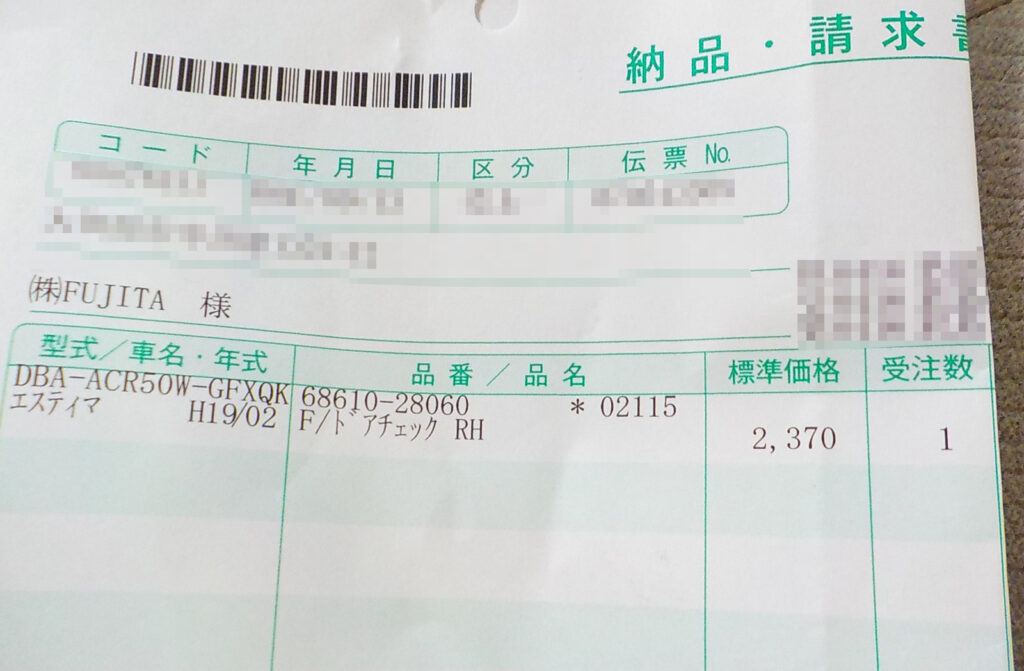 納品・請求書
コード 年月日 区分 伝票No.
㈱FUJITA 様
型式／車名・年式 品番／品名 標準価格 受注数
DBA-ACR50W-GFXQK 68610-28060 * 02115
エスティマ H19/02 F/ドアチェック RH 2,370 1